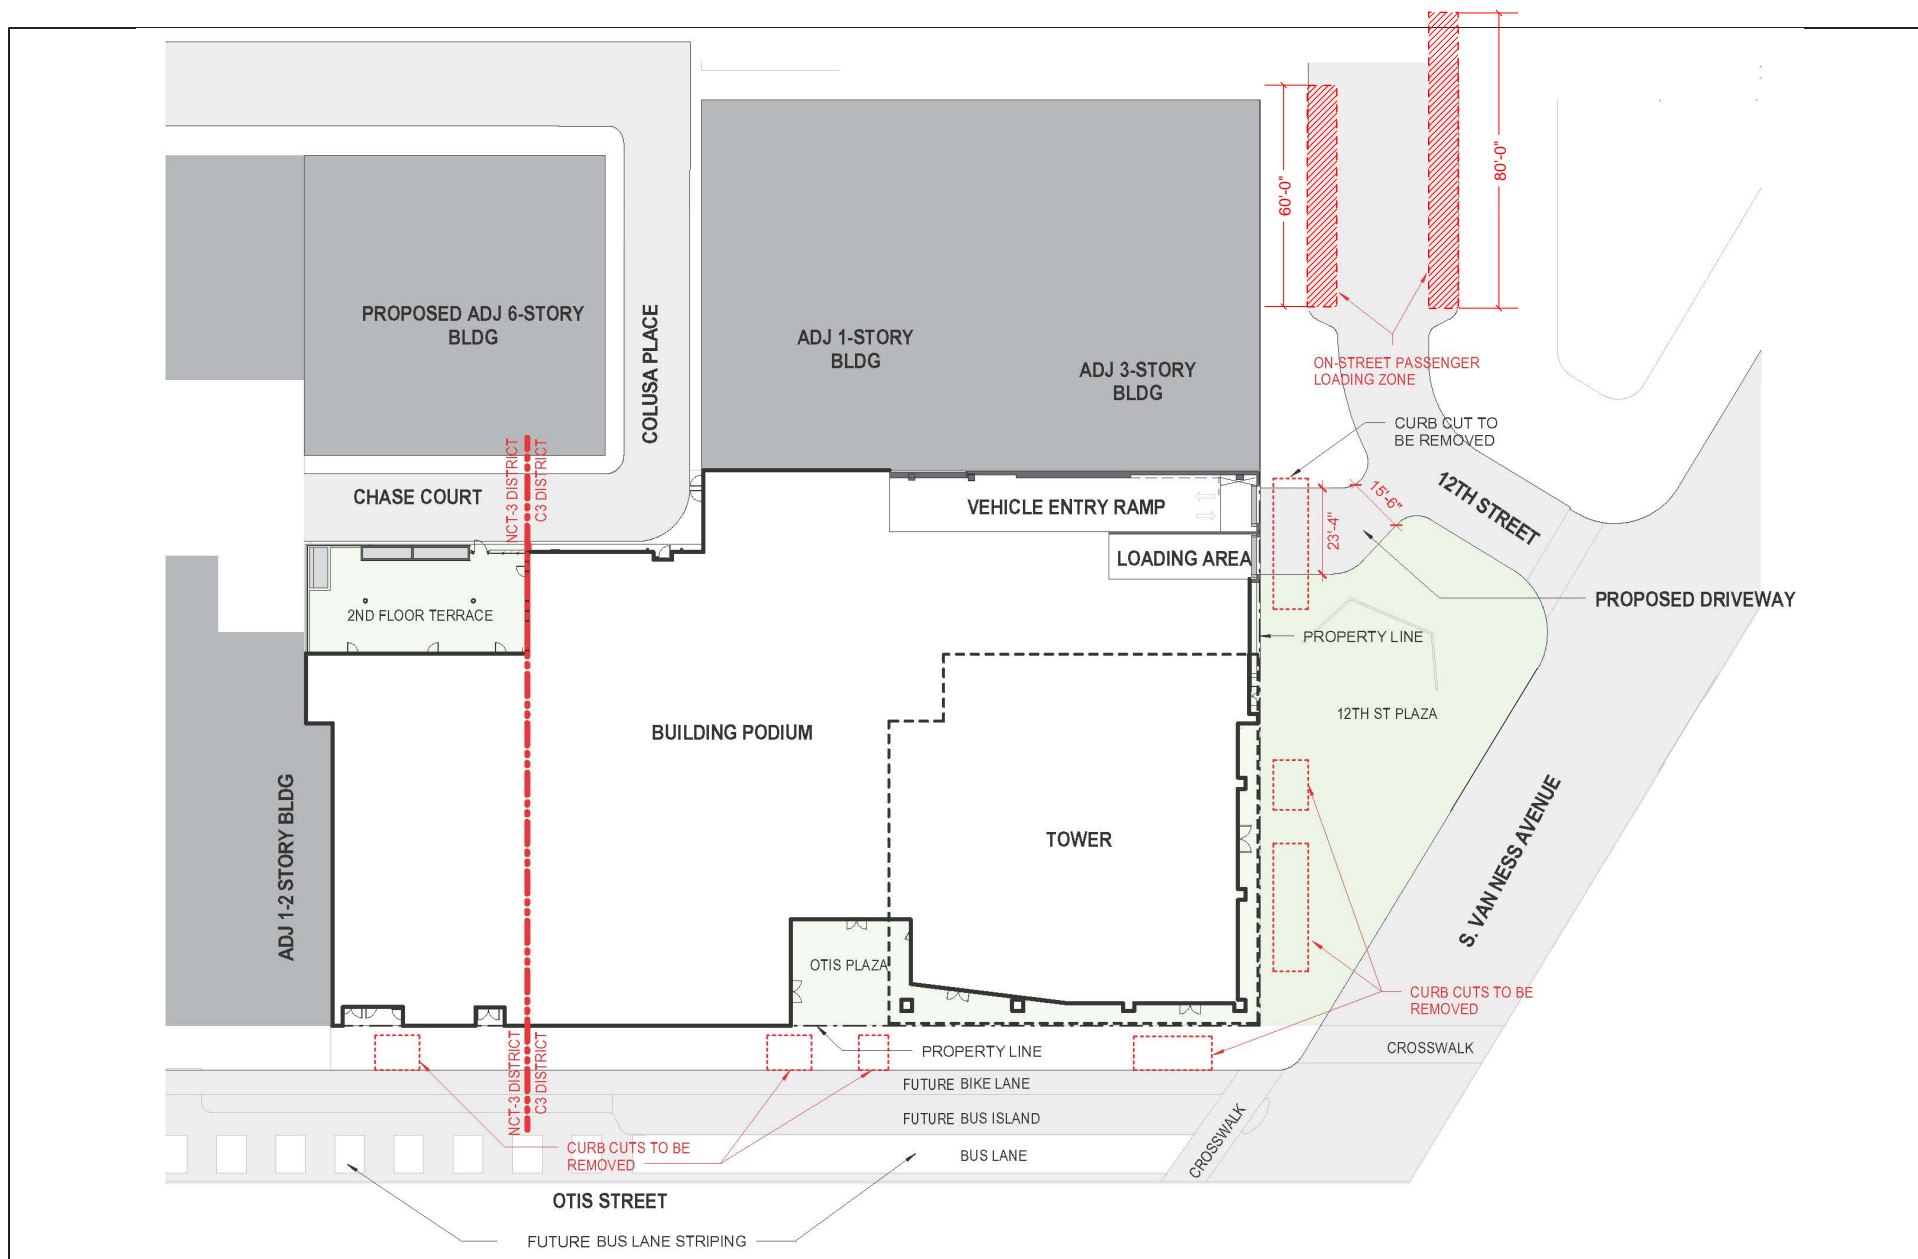 80'-0"
60'-0"
PROPOSED ADJ 6-STORY
BLDG
COLUSA PLACE
ADJ 1-STORY
BLDG
ADJ 3-STORY
BLDG
ON-STREET PASSENGER
LOADING ZONE
CURB CUT TO
BE REMOVED
NCT-3 DISTRICT
C3 DISTRICT
CHASE COURT
VEHICLE ENTRY RAMP
15'-6"
12TH STREET
23'-4"
LOADING AREA
PROPOSED DRIVEWAY
2ND FLOOR TERRACE
PROPERTY LINE
12TH ST PLAZA
BUILDING PODIUM
TOWER
ADJ 1-2 STORY BLDG
S. VAN NESS AVENUE
OTIS PLAZA
CURB CUTS TO BE
REMOVED
PROPERTY LINE
CROSSWALK
NCT-3 DISTRICT
C3 DISTRICT
FUTURE BIKE LANE
FUTURE BUS ISLAND
CROSSWALK
CURB CUTS TO BE
REMOVED
BUS LANE
OTIS STREET
FUTURE BUS LANE STRIPING